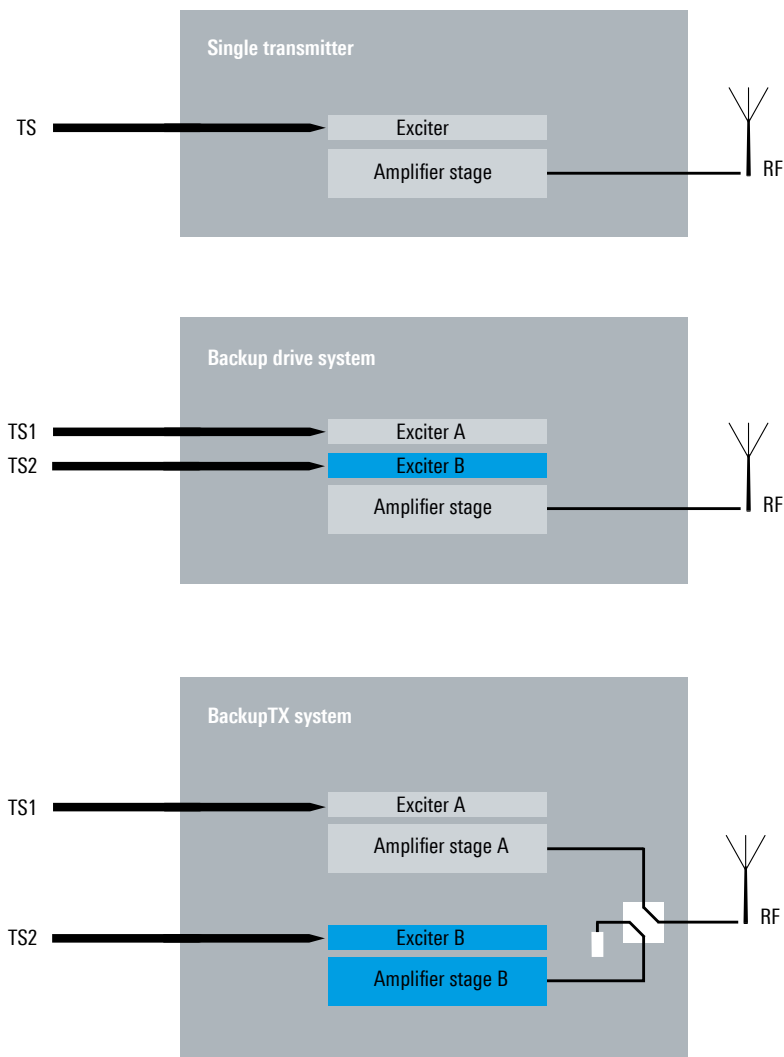 Single transmitter
TS
Exciter
Amplifier stage
RF
Backup drive system
TS1
Exciter A
TS2
Exciter B
Amplifier stage
RF
BackupTX system
TS1
Exciter A
Amplifier stage A
RF
TS2
Exciter B
Amplifier stage B